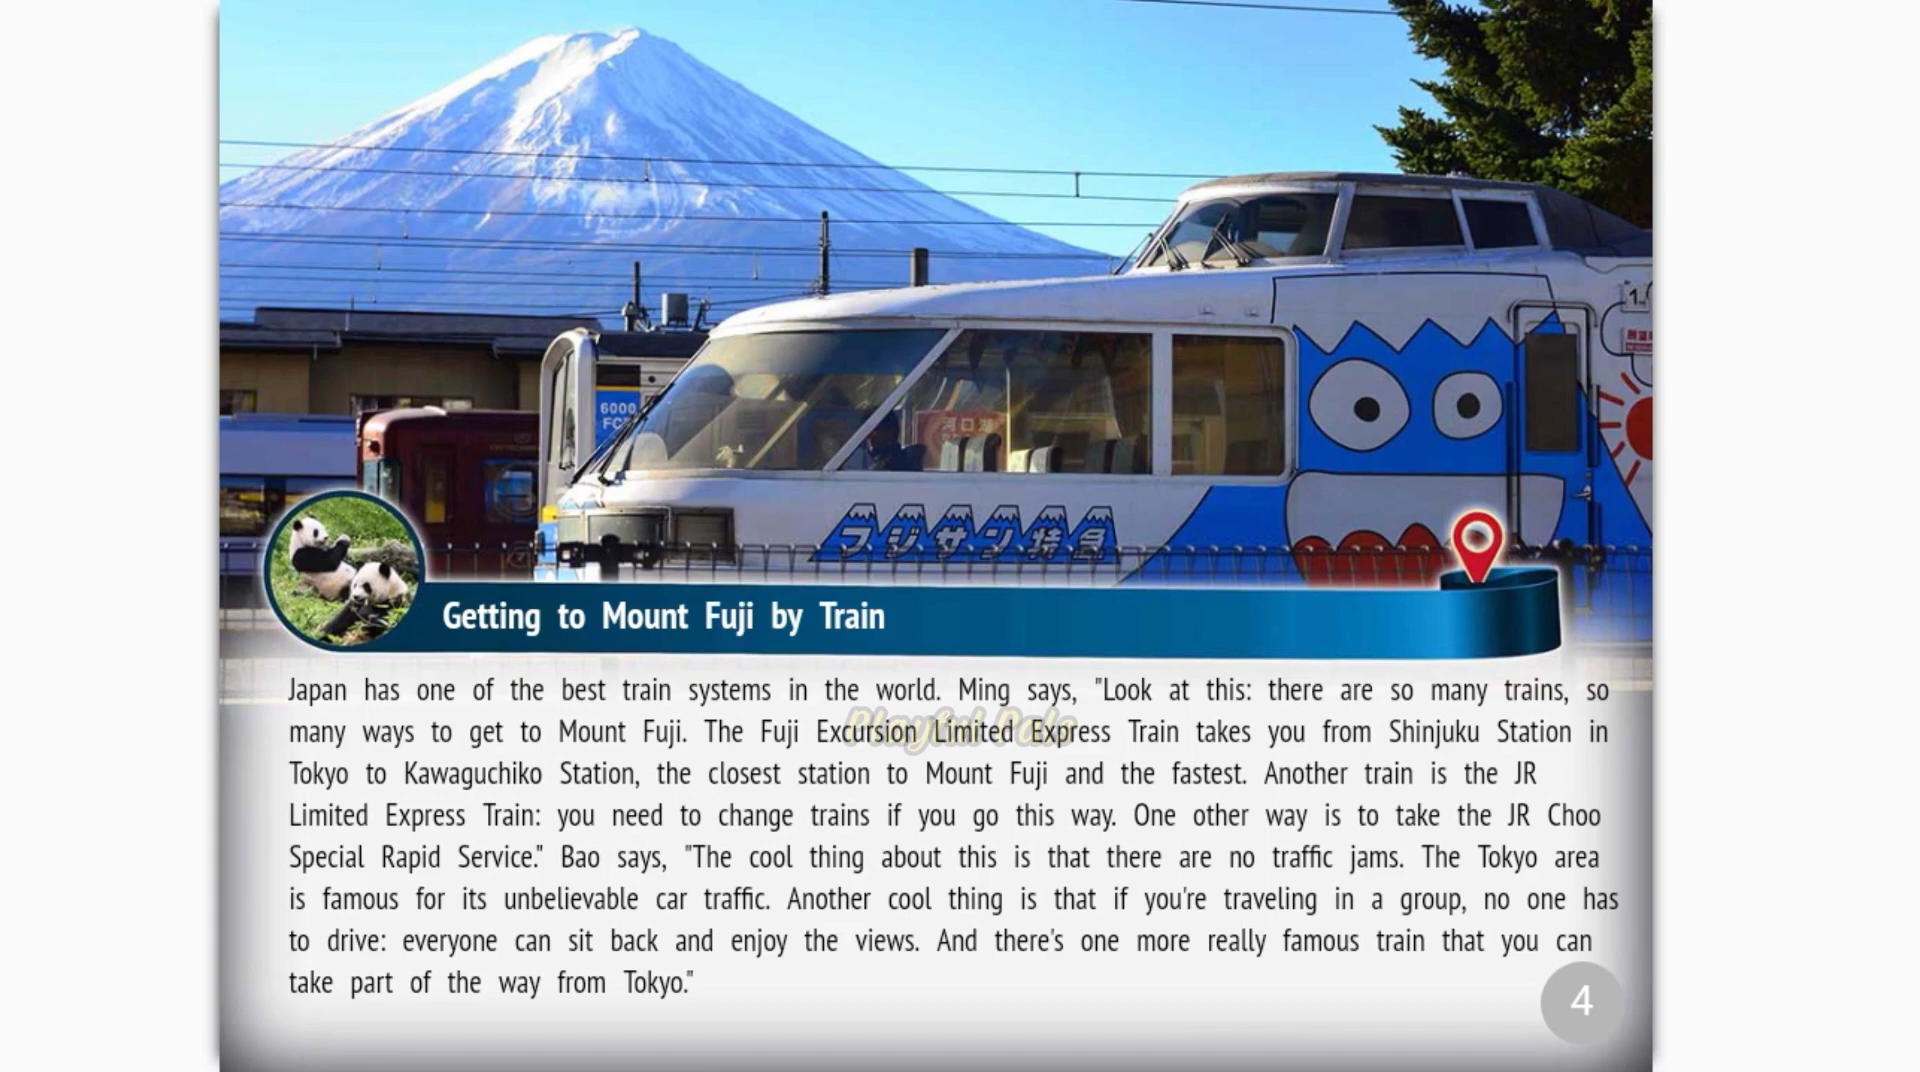 1
6000
河口湖
フジサン特急
Getting to Mount Fuji by Train
Japan has one of the best train systems in the world. Ming says, "Look at this: there are so many trains, so
many ways to get to Mount Fuji. The Fuji Excursion Limited Express Train takes you from Shinjuku Station in
Playful Pals
Tokyo to Kawaguchiko Station, the closest station to Mount Fuji and the fastest. Another train is the JR
Limited Express Train: you need to change trains if you go this way. One other way is to take the JR Choo
Special Rapid Service." Bao says, "The cool thing about this is that there are no traffic jams. The Tokyo area
is famous for its unbelievable car traffic. Another cool thing is that if you're traveling in a group, no one has
to drive: everyone can sit back and enjoy the views. And there's one more really famous train that you can
take part of the way from Tokyo."
4